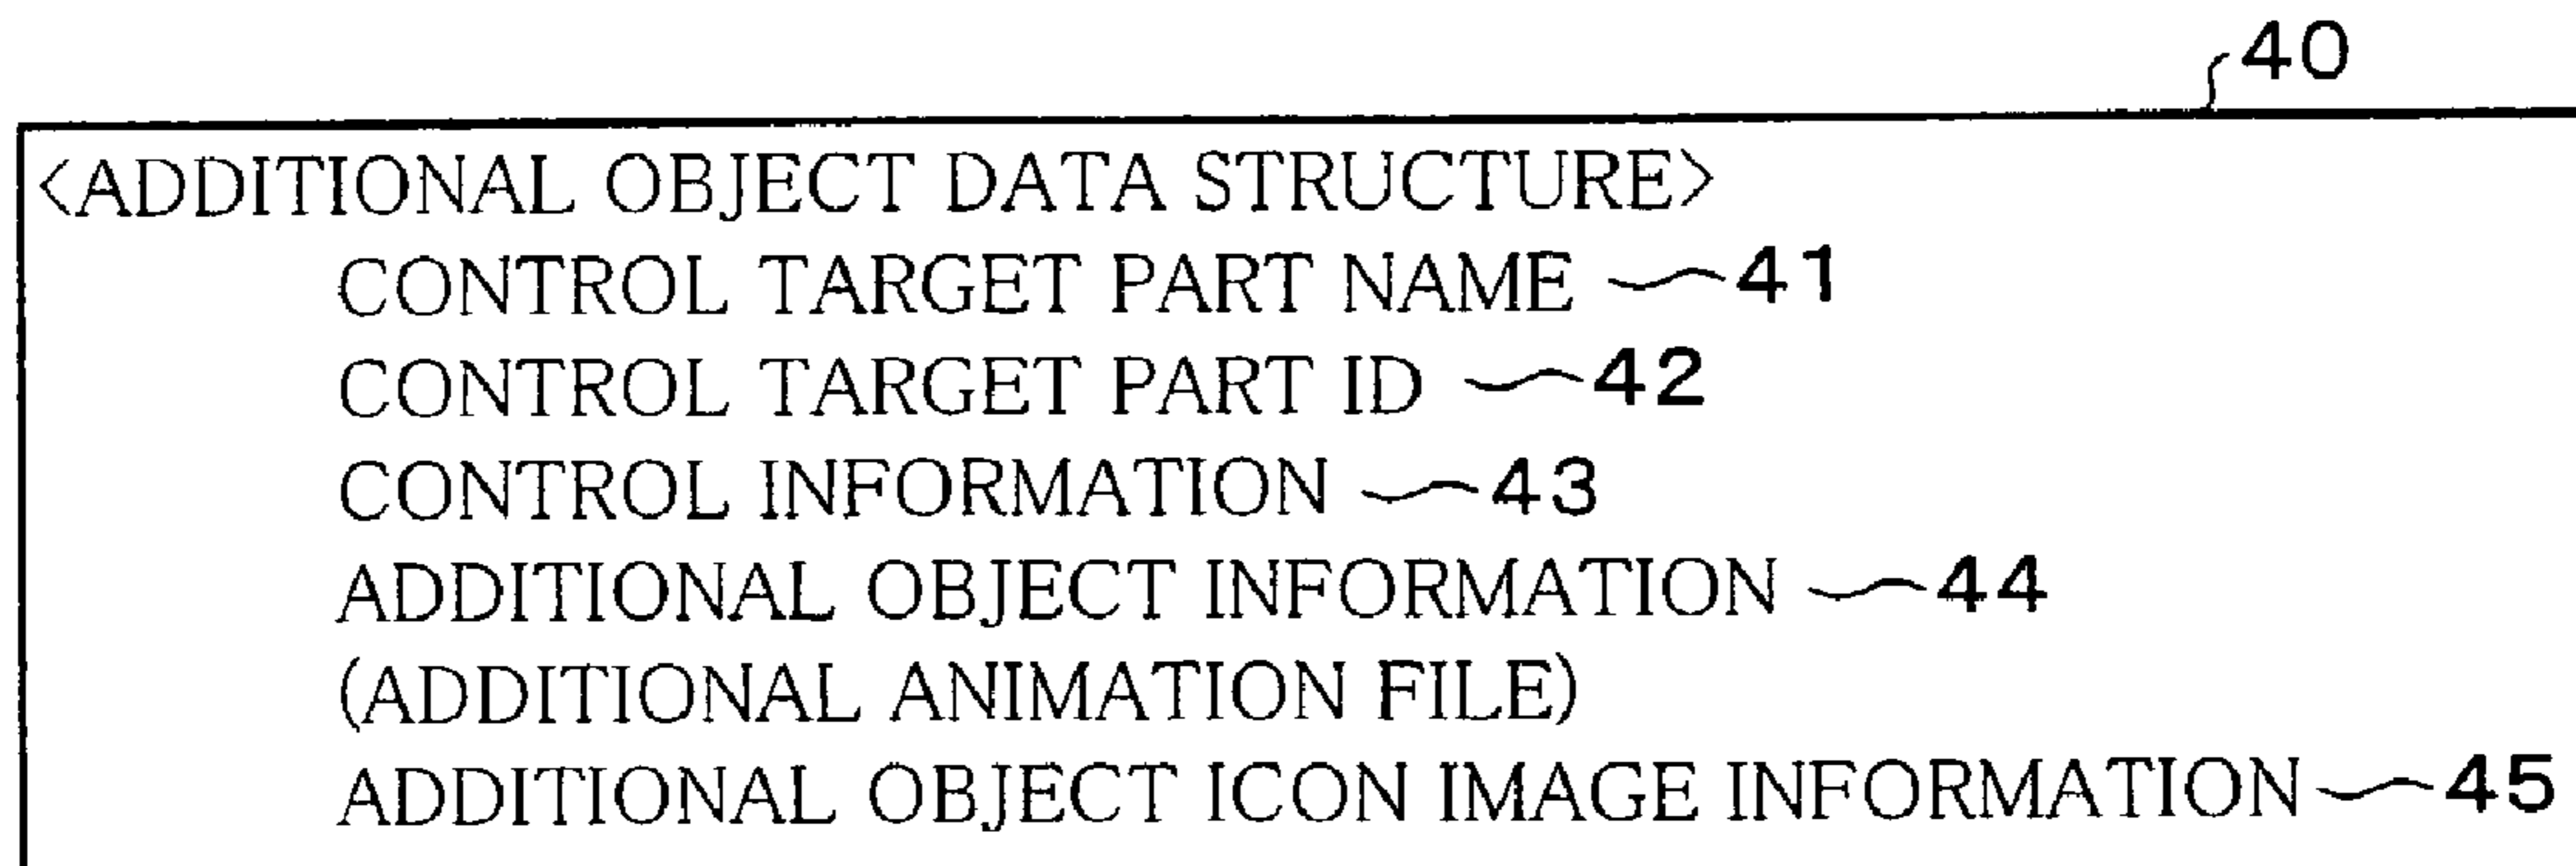 40
<ADDITIONAL OBJECT DATA STRUCTURE>
CONTROL TARGET PART NAME 41
CONTROL TARGET PART ID 42
CONTROL INFORMATION 43
ADDITIONAL OBJECT INFORMATION 44
(ADDITIONAL ANIMATION FILE)
ADDITIONAL OBJECT ICON IMAGE INFORMATION 45